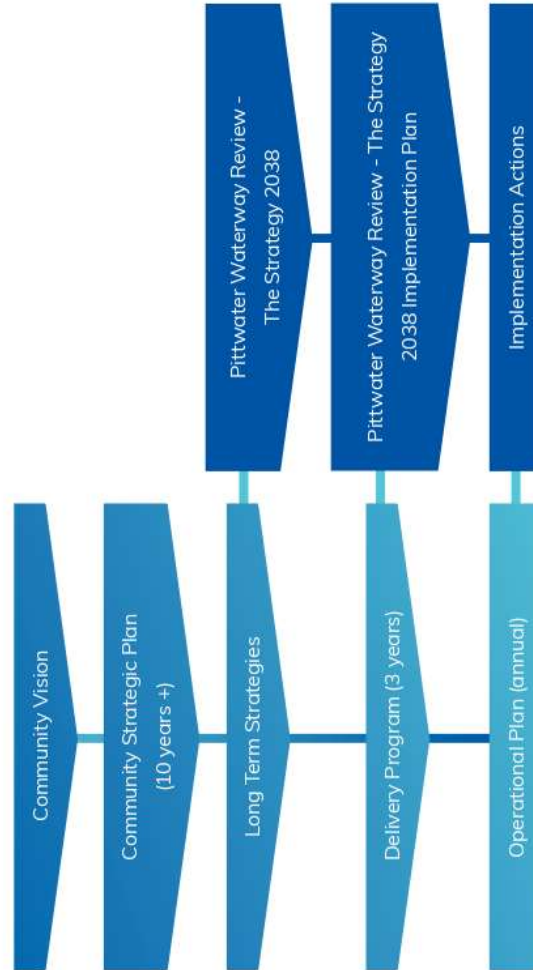 Community Vision
Community Strategic Plan
(10 years +)
Long Term Strategies
Delivery Program (3 years)
Operational Plan (annual)
Pittwater Waterway Review -
The Strategy 2038
Pittwater Waterway Review - The Strategy
2038 Implementation Plan
Implementation Actions